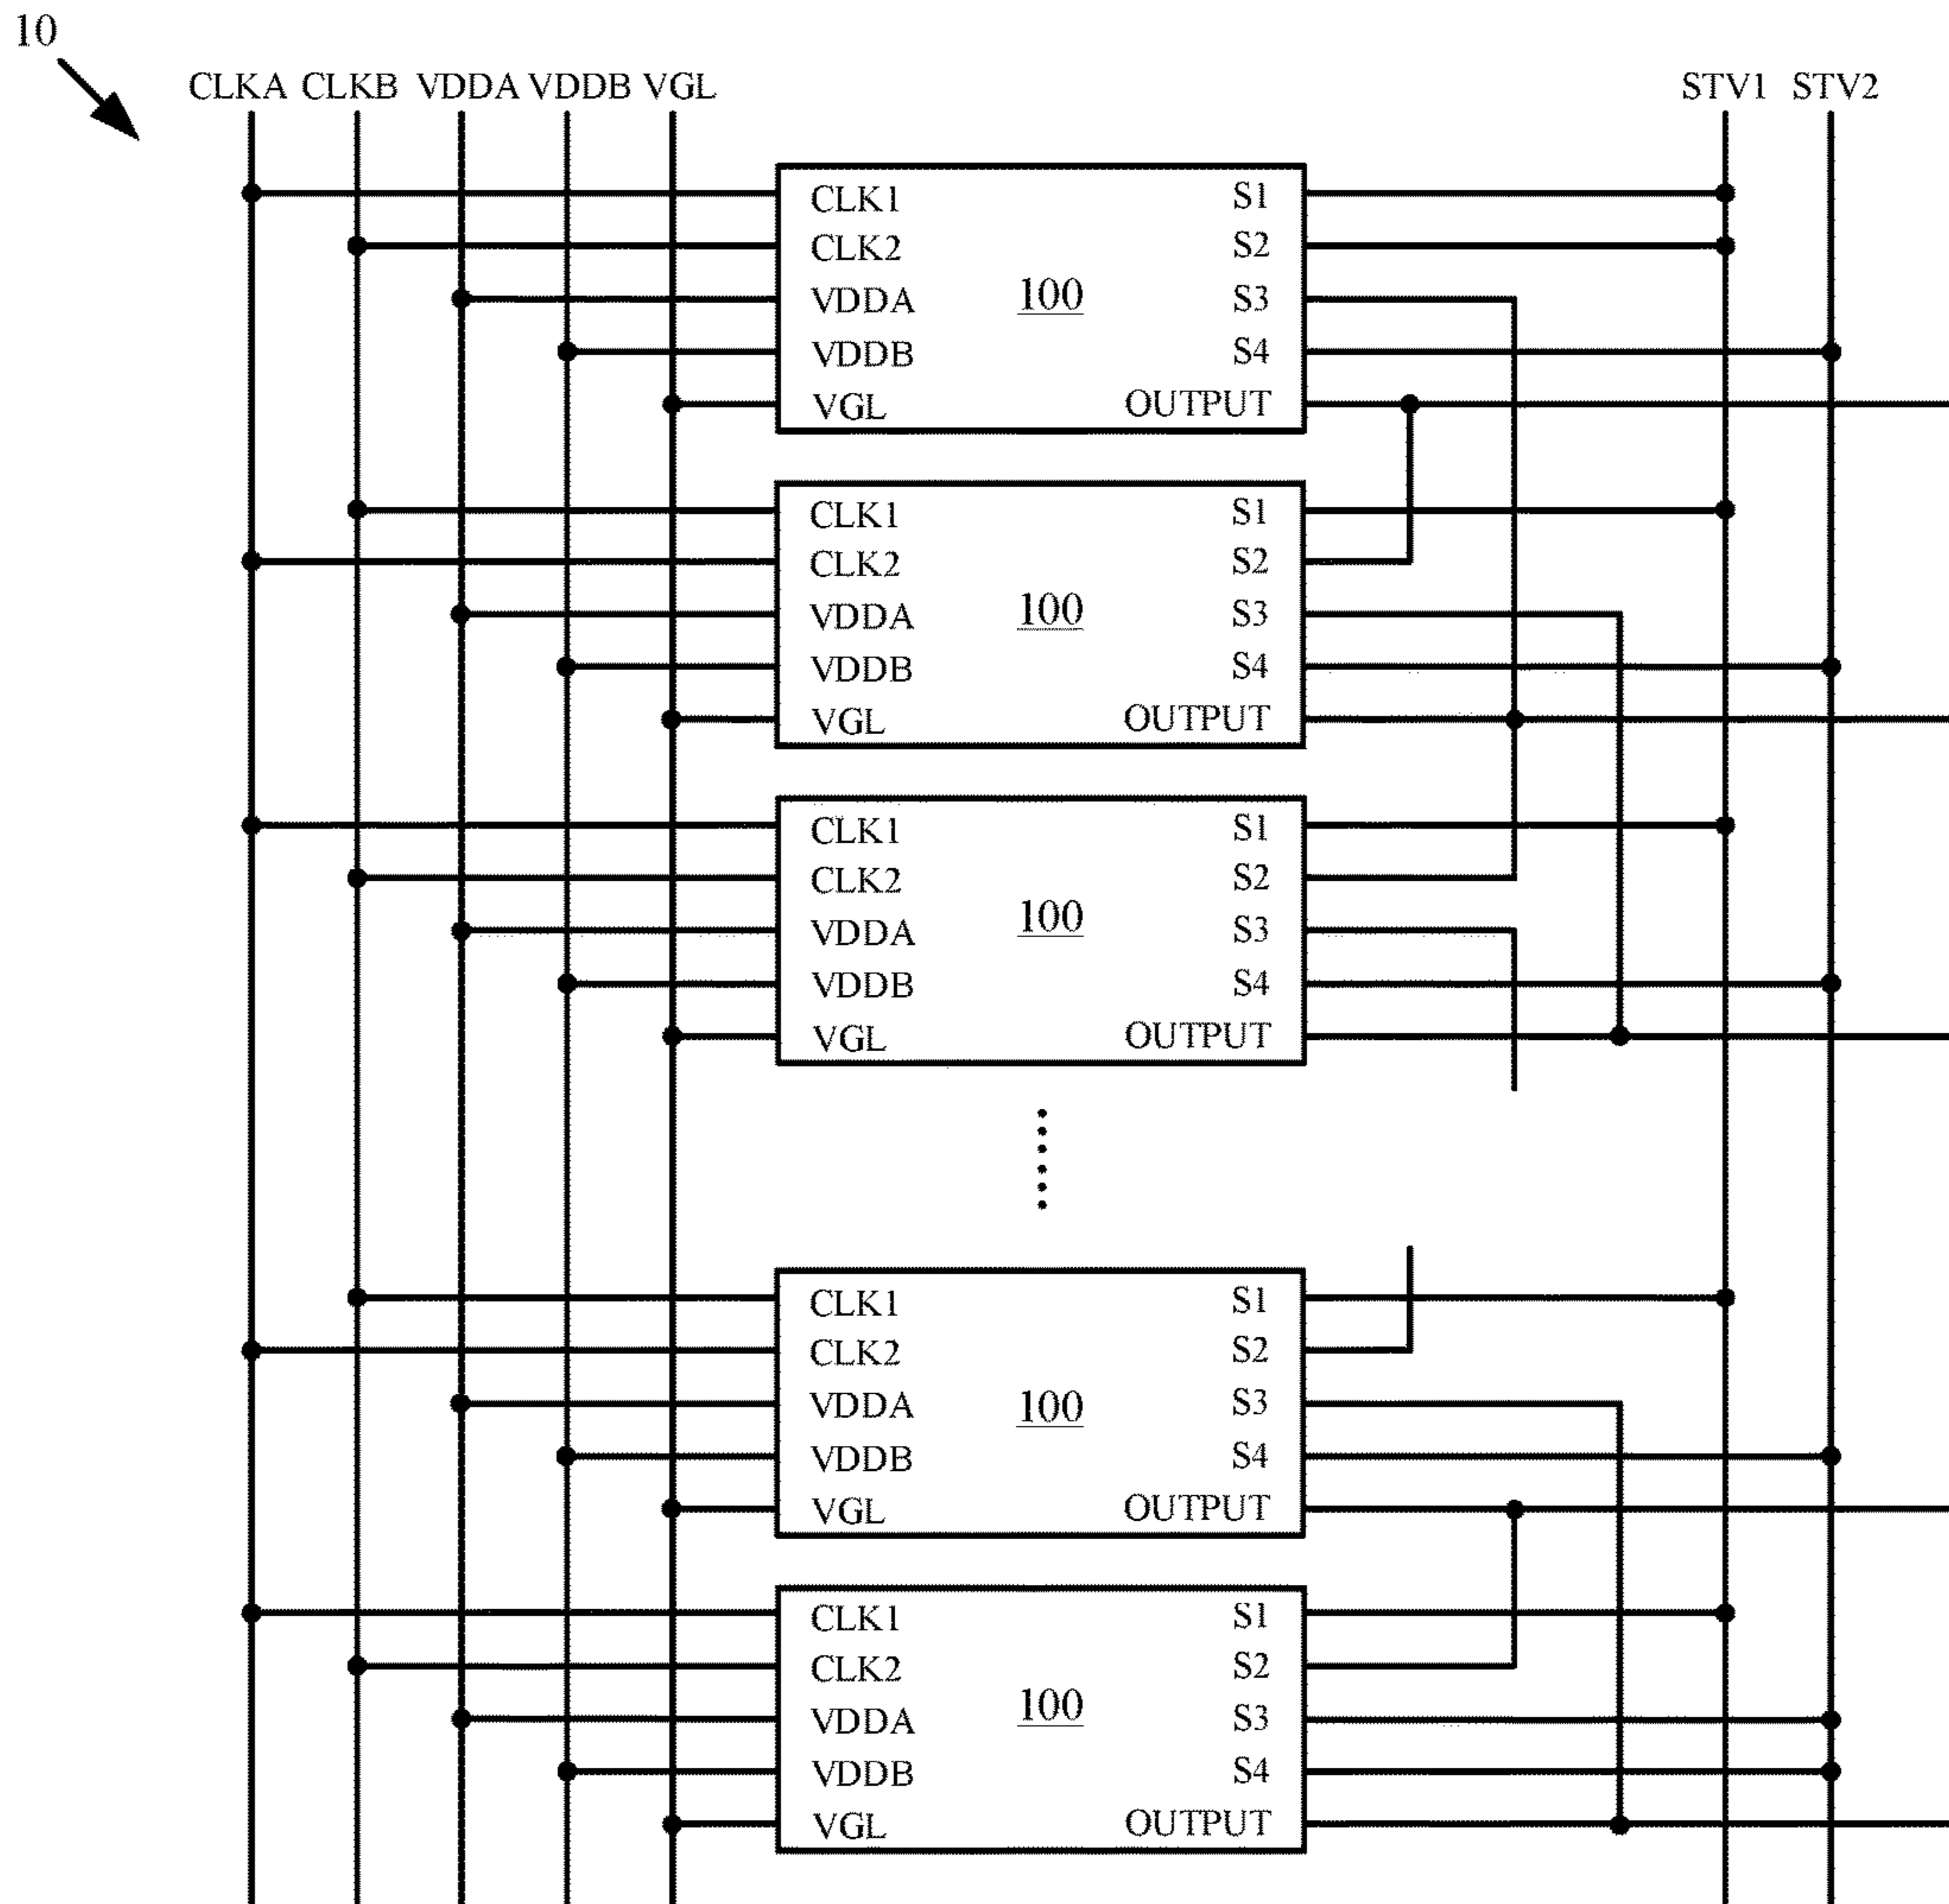 10
CLKA CLKB VDDA VDDB VGL STV1 STV2
CLK1 S1
CLK2 S2
VDDA 100 S3
VDDB S4
VGL OUTPUT
CLK1 S1
CLK2 S2
VDDA 100 S3
VDDB S4
VGL OUTPUT
CLK1 S1
CLK2 S2
VDDA 100 S3
VDDB S4
VGL OUTPUT
CLK1 S1
CLK2 S2
VDDA 100 S3
VDDB S4
VGL OUTPUT
CLK1 S1
CLK2 S2
VDDA 100 S3
VDDB S4
VGL OUTPUT